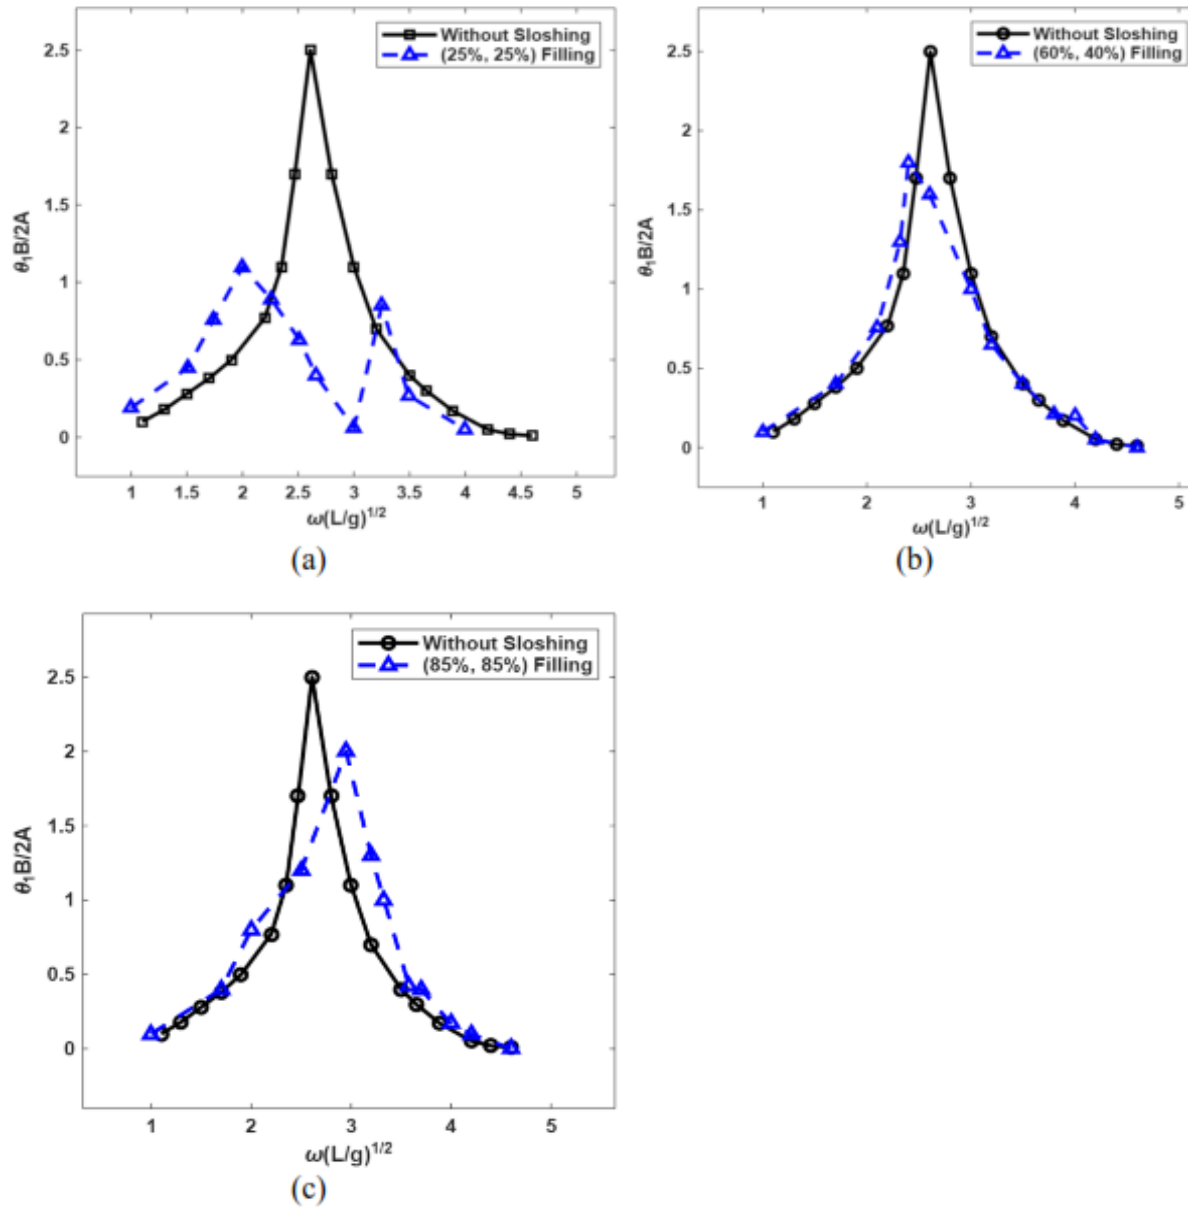 Without Sloshing
(25%, 25%) Filling
2.5
2
1.5
1
0.5
0
θ₁B/2A
1 1.5 2 2.5 3 3.5 4 4.5 5
ω(L/g)^1/2
(a)
Without Sloshing
(60%, 40%) Filling
2.5
2
1.5
1
0.5
0
θ₁B/2A
1 2 3 4 5
ω(L/g)^1/2
(b)
Without Sloshing
(85%, 85%) Filling
2.5
2
1.5
1
0.5
0
θ₁B/2A
1 2 3 4 5
ω(L/g)^1/2
(c)